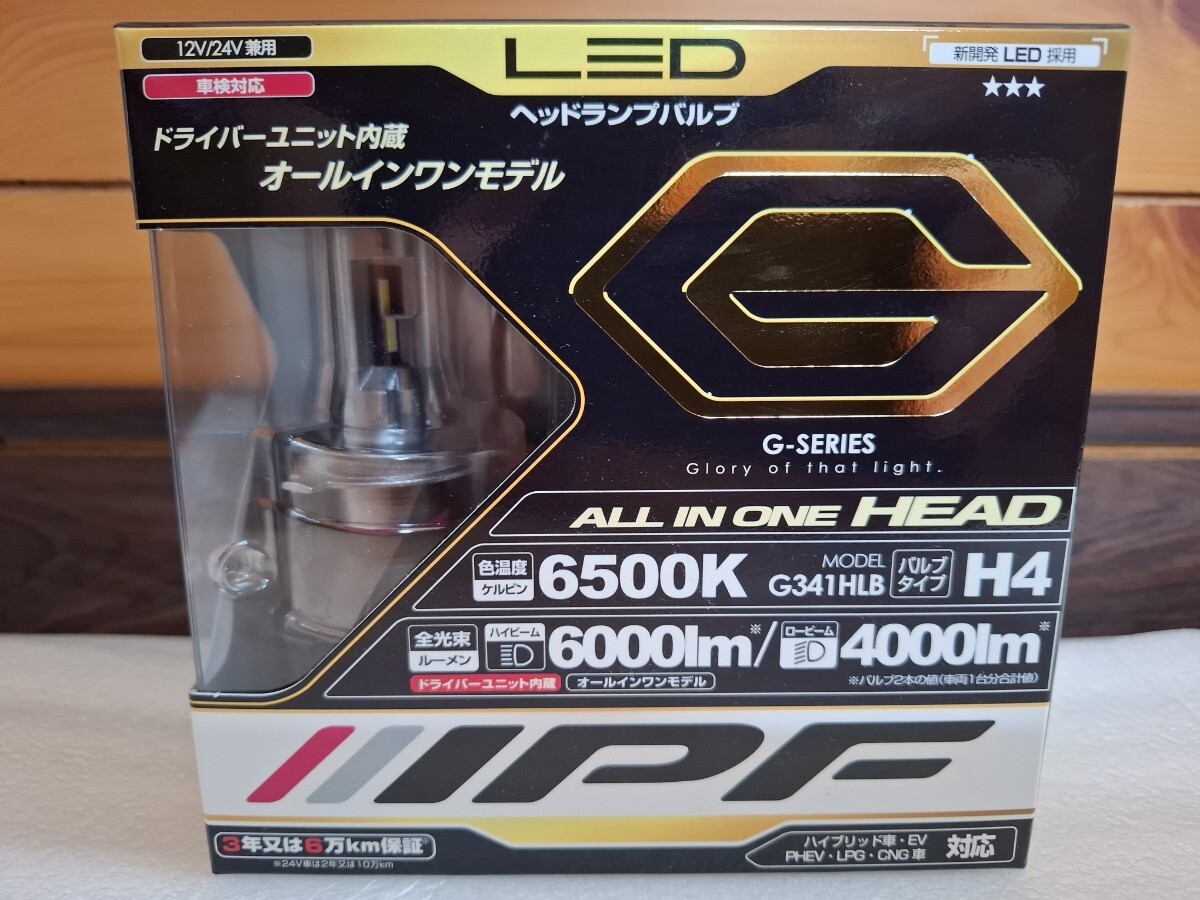 12V/24V 兼用
車検対応
LED
ヘッドランプバルブ
新開発 LED 採用
★★★
ドライバーユニット内蔵
オールインワンモデル
G-SERIES
Glory of that light.
ALL IN ONE HEAD
色温度
ケルビン
6500K
MODEL
G341HLB
バルブ
タイプ
H4
全光束
ルーメン
ハイビーム
6000lm※/
ロービーム
4000lm※
ドライバーユニット内蔵
オールインワンモデル
※バルブ2本の値(車両1台分合計値)
IPF
3年又は6万km保証※
※24V車は2年又は10万km
ハイブリッド車・EV
PHEV・LPG・CNG 車
対応